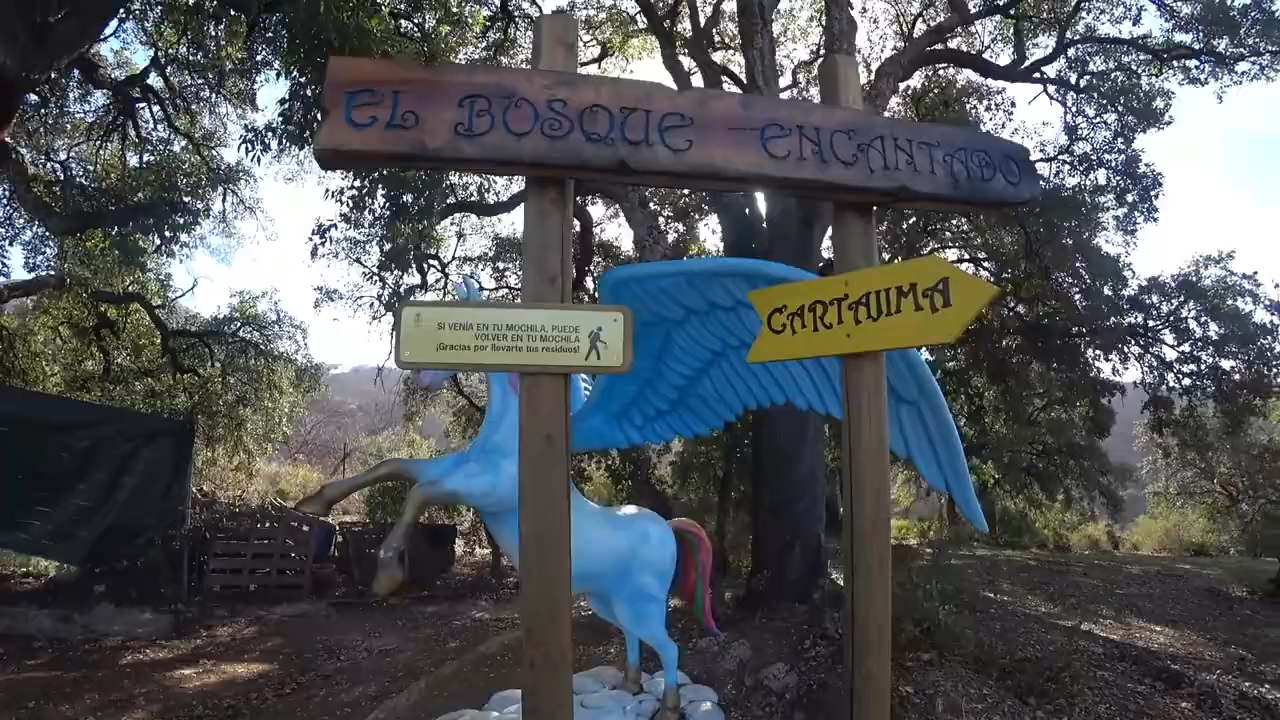 EL BOSQUE ENCANTADO
CARTAJIMA
SI VENÍA EN TU MOCHILA, PUEDE
VOLVER EN TU MOCHILA
¡Gracias por llevarte tus residuos!